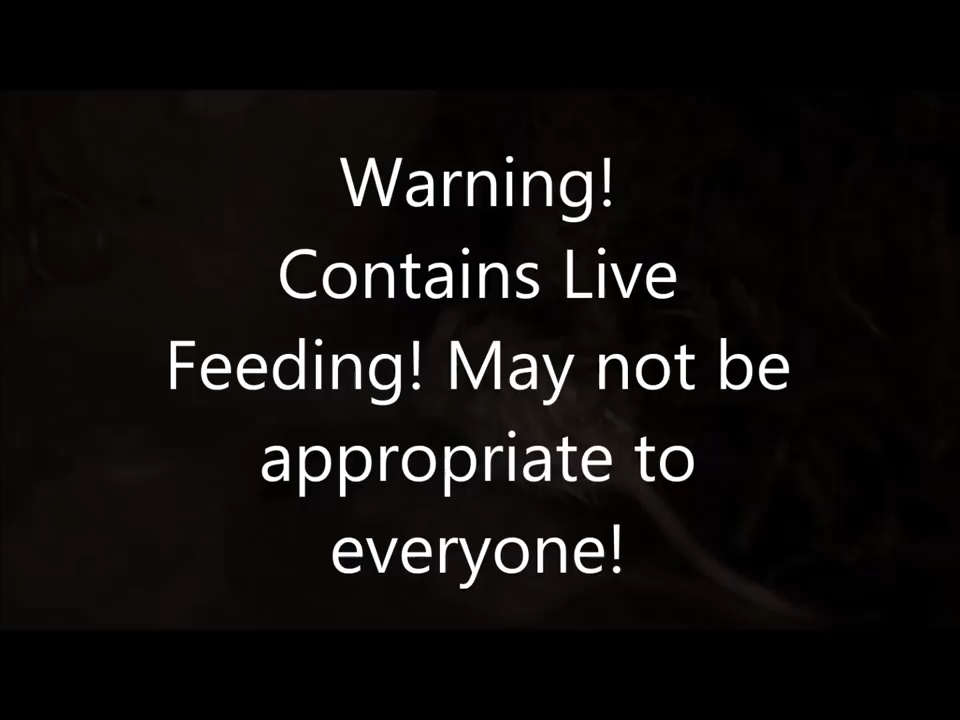 Warning!
Contains Live
Feeding! May not be
appropriate to
everyone!